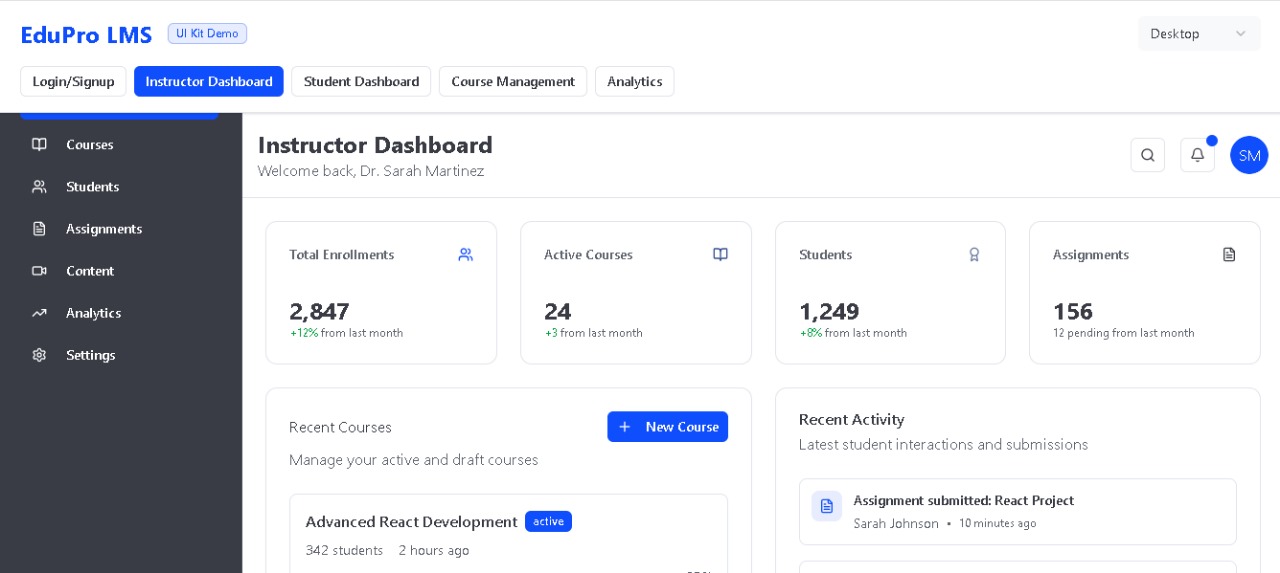 EduPro LMS UI Kit Demo
Desktop
Login/Signup Instructor Dashboard Student Dashboard Course Management Analytics
Courses
Students
Assignments
Content
Analytics
Settings
Instructor Dashboard
Welcome back, Dr. Sarah Martinez
SM
Total Enrollments
2,847
+12% from last month
Active Courses
24
+3 from last month
Students
1,249
+8% from last month
Assignments
156
12 pending from last month
Recent Courses
New Course
Manage your active and draft courses
Advanced React Development active
342 students 2 hours ago
Recent Activity
Latest student interactions and submissions
Assignment submitted: React Project
Sarah Johnson • 10 minutes ago